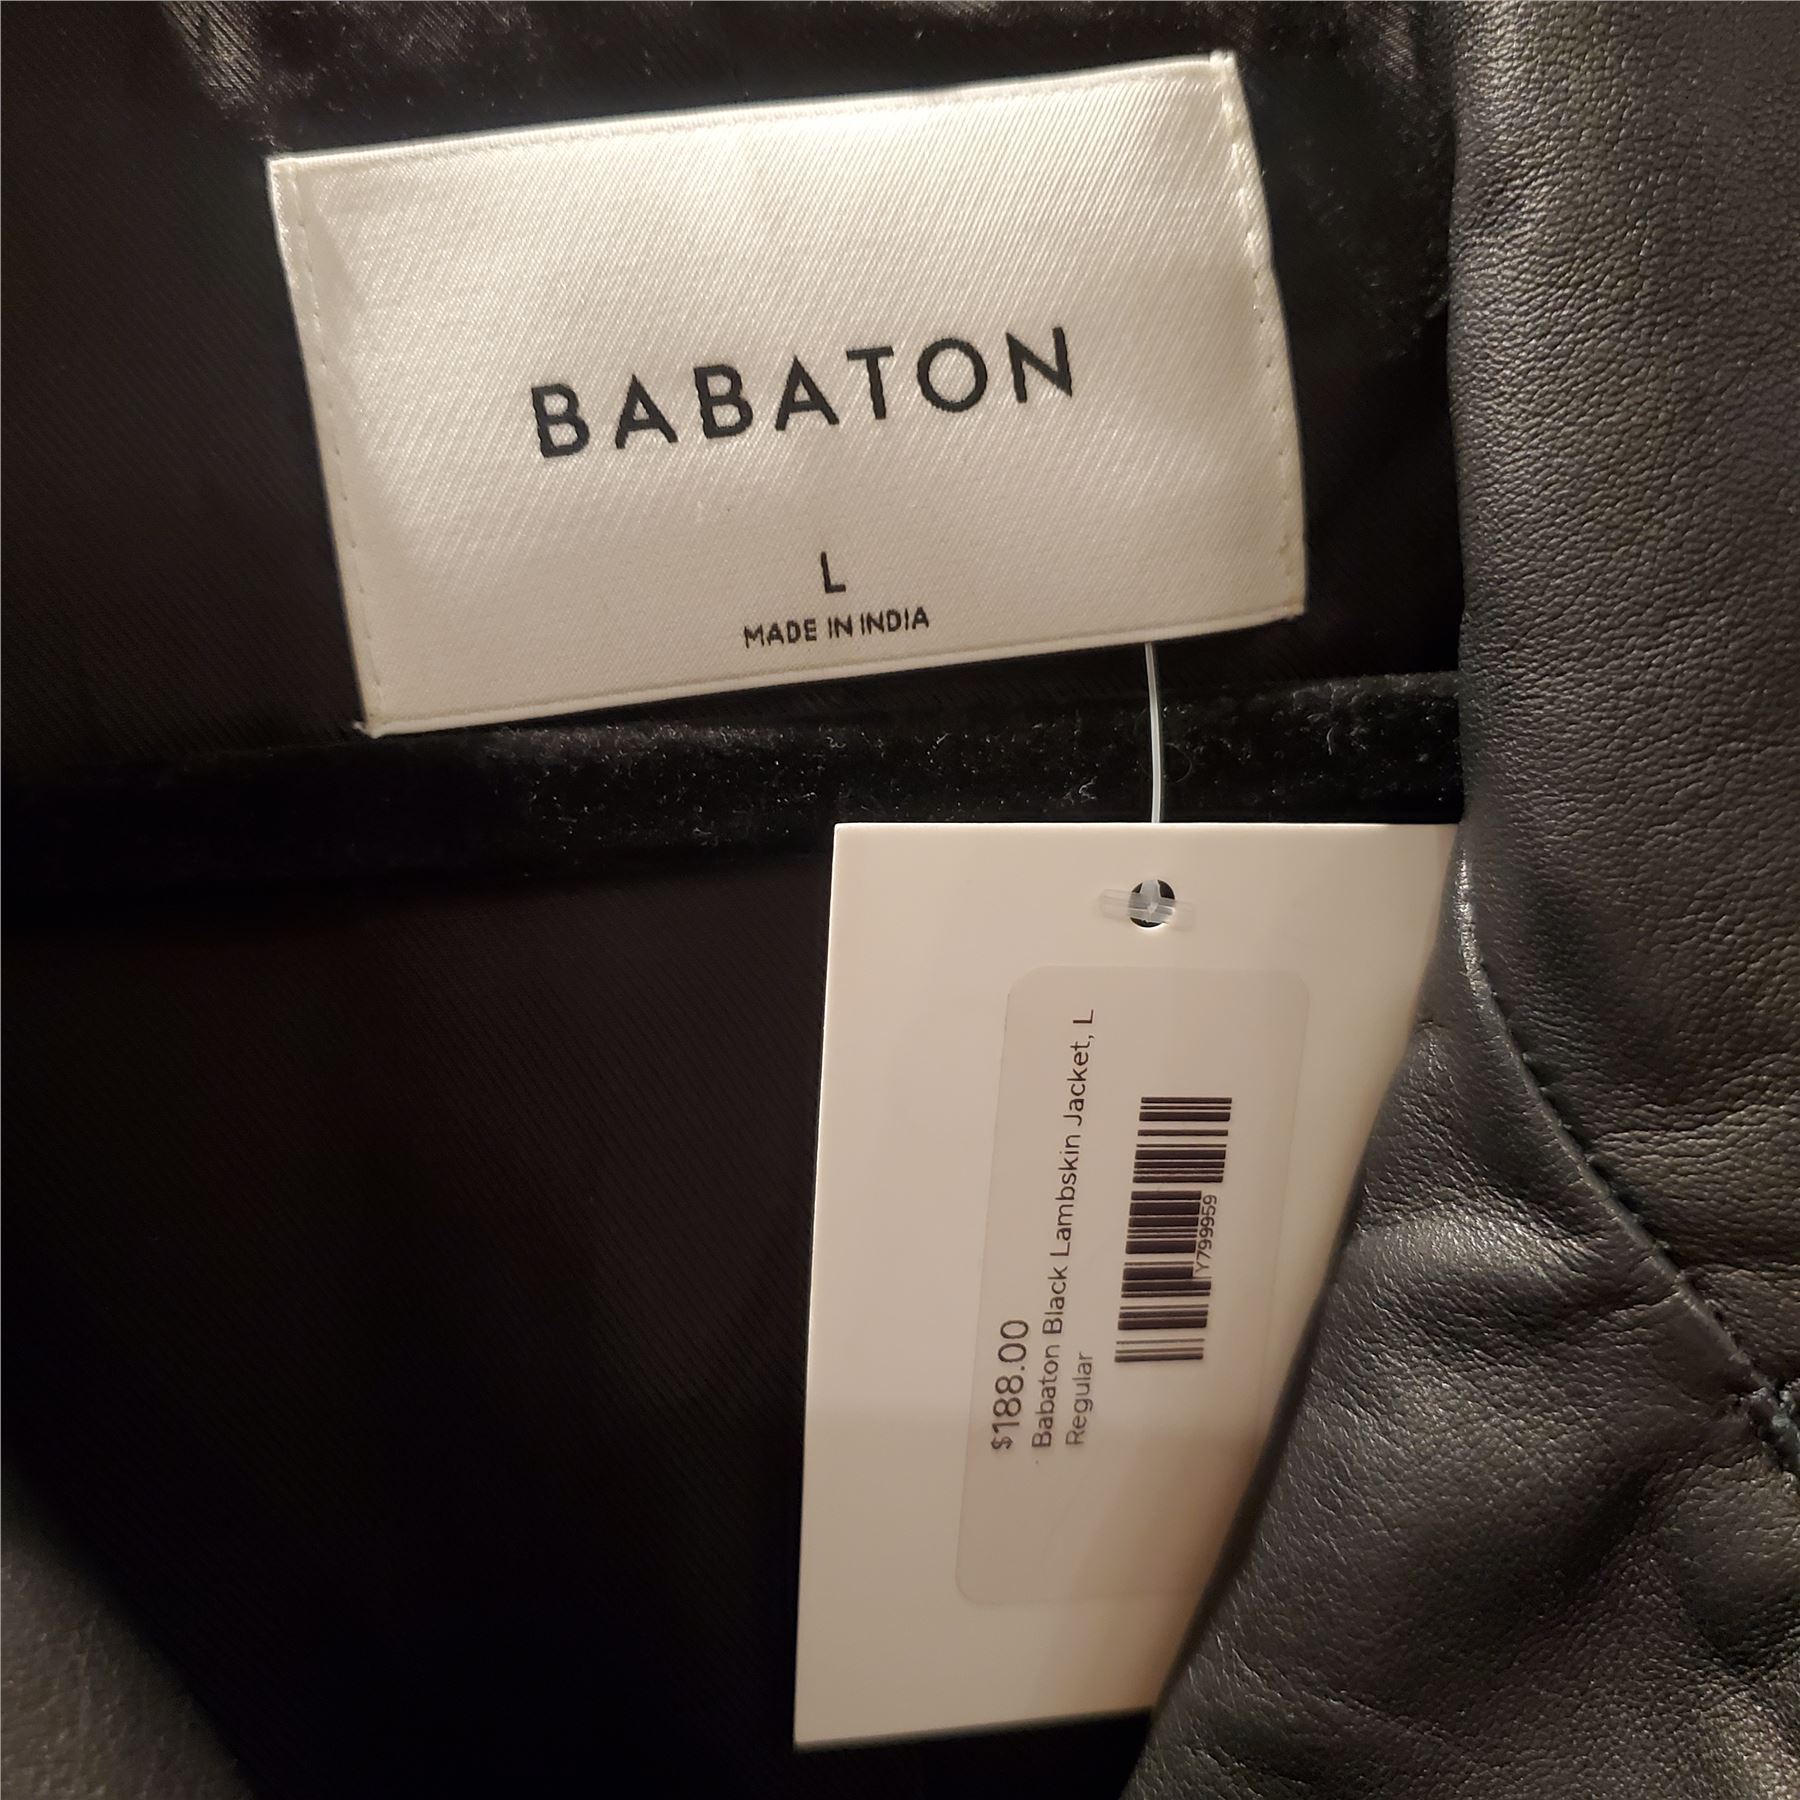 BABATON
L
MADE IN INDIA
$188.00
Babaton Black Lambskin Jacket, L
Regular
Y799959